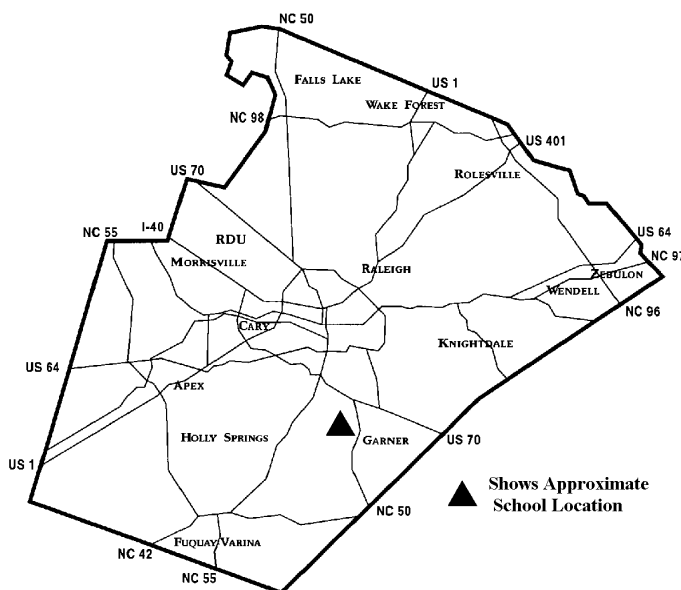 NC 50
FALLS LAKE
US 1
WAKE FOREST
NC 98
US 401
US 70
ROLESVILLE
I-40
NC 55
RDU
US 64
MORRISVILLE
RALEIGH
NC 97
ZEBULON
WENDELL
NC 96
CARY
KNIGHTDALE
US 64
APEX
HOLLY SPRINGS
GARNER
US 70
US 1
Shows Approximate
School Location
NC 50
FUQUAY-VARINA
NC 42
NC 55